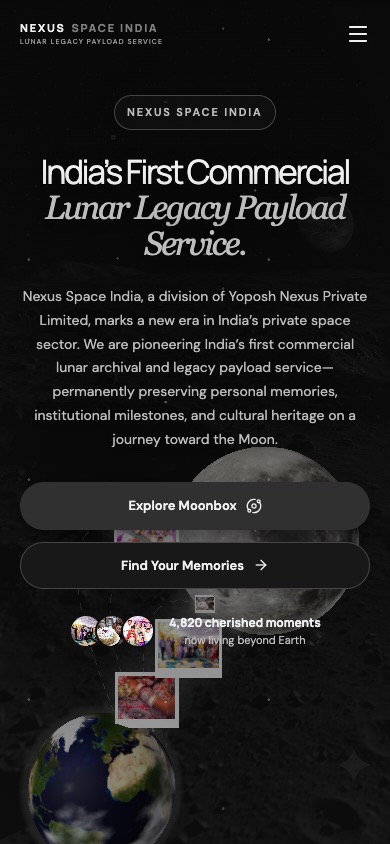 NEXUS SPACE INDIA
LUNAR LEGACY PAYLOAD SERVICE
NEXUS SPACE INDIA
India's First Commercial
Lunar Legacy Payload
Service.
Nexus Space India, a division of Yoposh Nexus Private
Limited, marks a new era in India's private space
sector. We are pioneering India's first commercial
lunar archival and legacy payload service—
permanently preserving personal memories,
institutional milestones, and cultural heritage on a
journey toward the Moon.
Explore Moonbox
Find Your Memories
4,820 cherished moments
now living beyond Earth